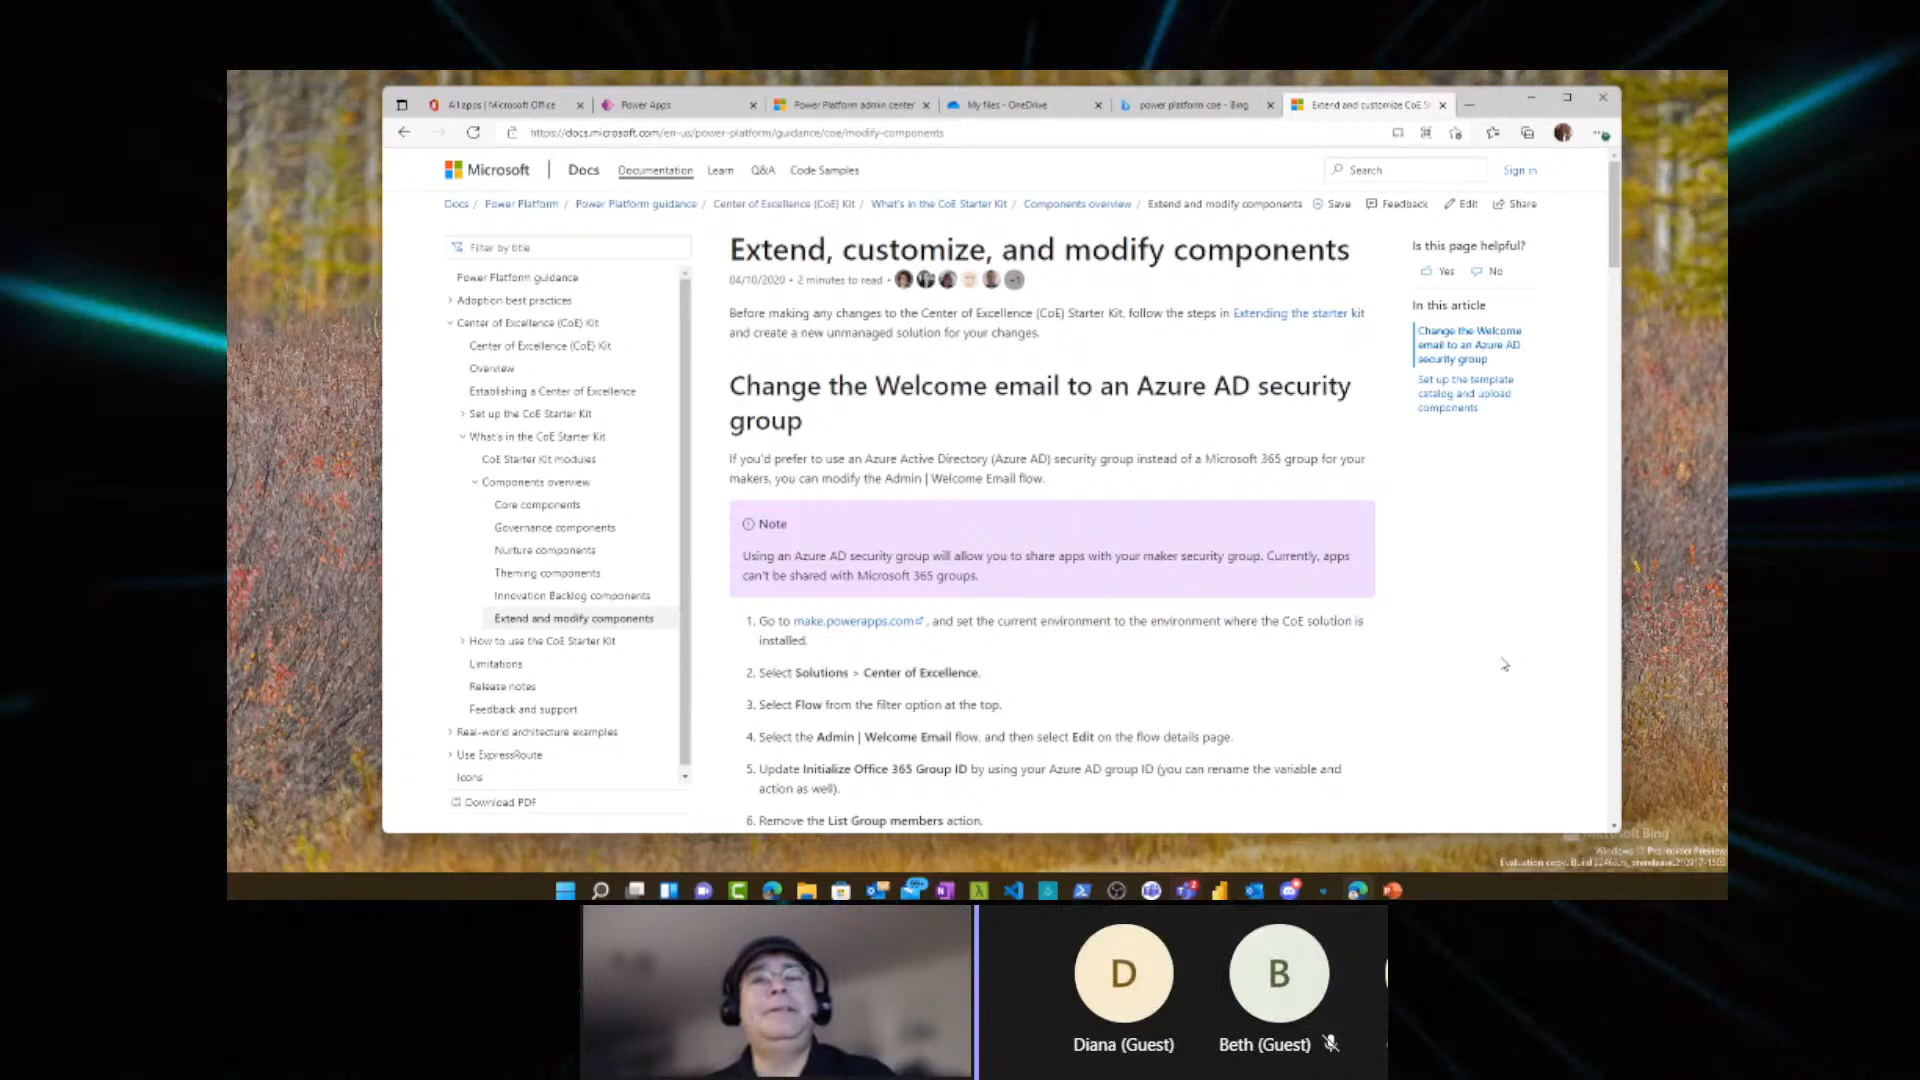 All apps | Microsoft Office
Power Apps
Power Platform admin center
My files - OneDrive
power platform coe - Bing
Extend and customize CoE St
https://docs.microsoft.com/en-us/power-platform/guidance/coe/modify-components
Microsoft | Docs Documentation Learn Q&A Code Samples
Search
Sign in
Docs / Power Platform / Power Platform guidance / Center of Excellence (CoE) Kit / What's in the CoE Starter Kit / Components overview / Extend and modify components
Save Feedback Edit Share
Filter by title
Power Platform guidance
Adoption best practices
Center of Excellence (CoE) Kit
Center of Excellence (CoE) Kit
Overview
Establishing a Center of Excellence
Set up the CoE Starter Kit
What's in the CoE Starter Kit
CoE Starter Kit modules
Components overview
Core components
Governance components
Nurture components
Theming components
Innovation Backlog components
Extend and modify components
How to use the CoE Starter Kit
Limitations
Release notes
Feedback and support
Real-world architecture examples
Use ExpressRoute
Icons
Download PDF
Extend, customize, and modify components
04/10/2020 • 2 minutes to read •
Before making any changes to the Center of Excellence (CoE) Starter Kit, follow the steps in Extending the starter kit
and create a new unmanaged solution for your changes.
Change the Welcome email to an Azure AD security
group
If you'd prefer to use an Azure Active Directory (Azure AD) security group instead of a Microsoft 365 group for your
makers, you can modify the Admin | Welcome Email flow.
Note
Using an Azure AD security group will allow you to share apps with your maker security group. Currently, apps
can't be shared with Microsoft 365 groups.
1. Go to make.powerapps.com, and set the current environment to the environment where the CoE solution is
installed.
2. Select Solutions > Center of Excellence.
3. Select Flow from the filter option at the top.
4. Select the Admin | Welcome Email flow, and then select Edit on the flow details page.
5. Update Initialize Office 365 Group ID by using your Azure AD group ID (you can rename the variable and
action as well).
6. Remove the List Group members action.
Is this page helpful?
Yes No
In this article
Change the Welcome
email to an Azure AD
security group
Set up the template
catalog and upload
components
Microsoft Bing
Windows 11 Pro Insider Preview
D
Diana (Guest)
B
Beth (Guest)